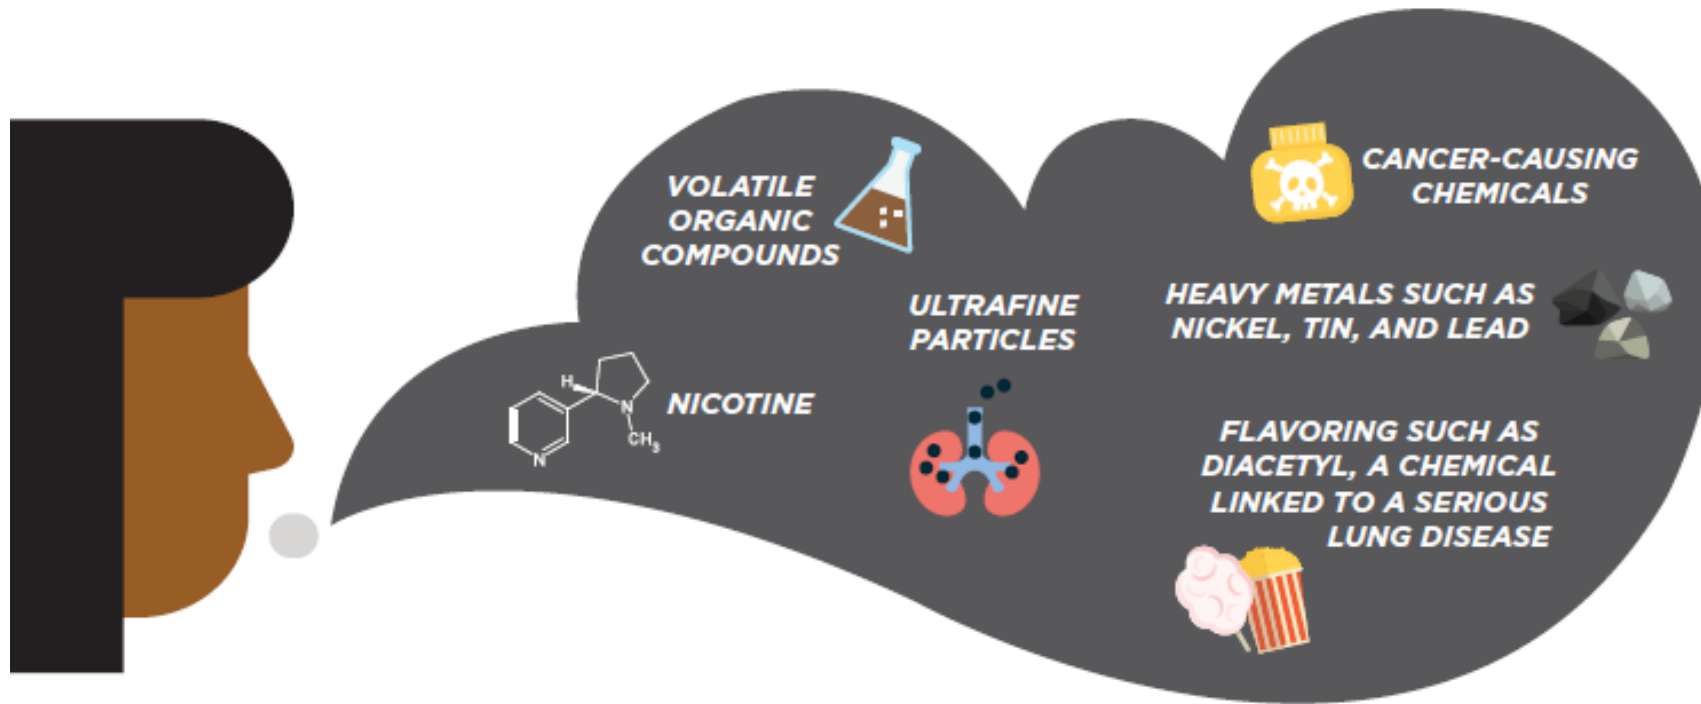 VOLATILE
ORGANIC
COMPOUNDS
ULTRAFINE
PARTICLES
H
N
CH3
N
NICOTINE
CANCER-CAUSING
CHEMICALS
HEAVY METALS SUCH AS
NICKEL, TIN, AND LEAD
FLAVORING SUCH AS
DIACETYL, A CHEMICAL
LINKED TO A SERIOUS
LUNG DISEASE